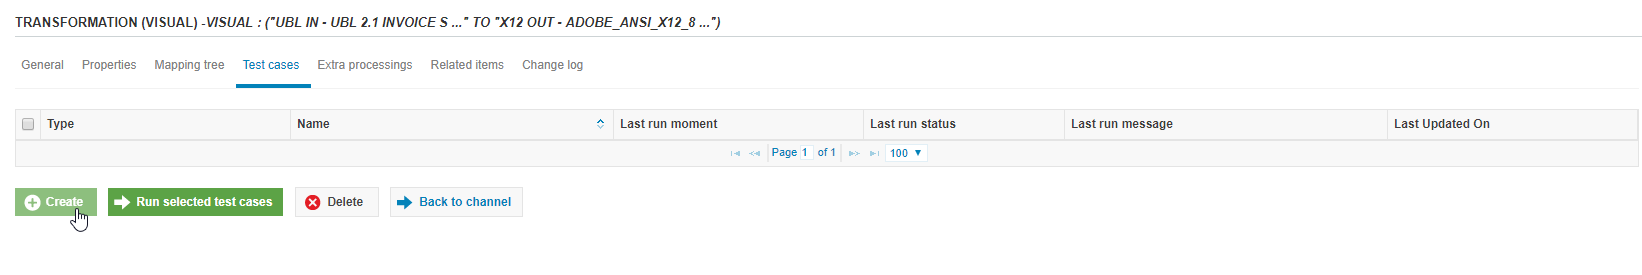 TRANSFORMATION (VISUAL) -VISUAL : ("UBL IN - UBL 2.1 INVOICE S ..." TO "X12 OUT - ADOBE_ANSI_X12_8 ...")
General Properties Mapping tree Test cases Extra processings Related items Change log
Type Name Last run moment Last run status Last run message Last Updated On
Page 1 of 1 100
Create Run selected test cases Delete Back to channel